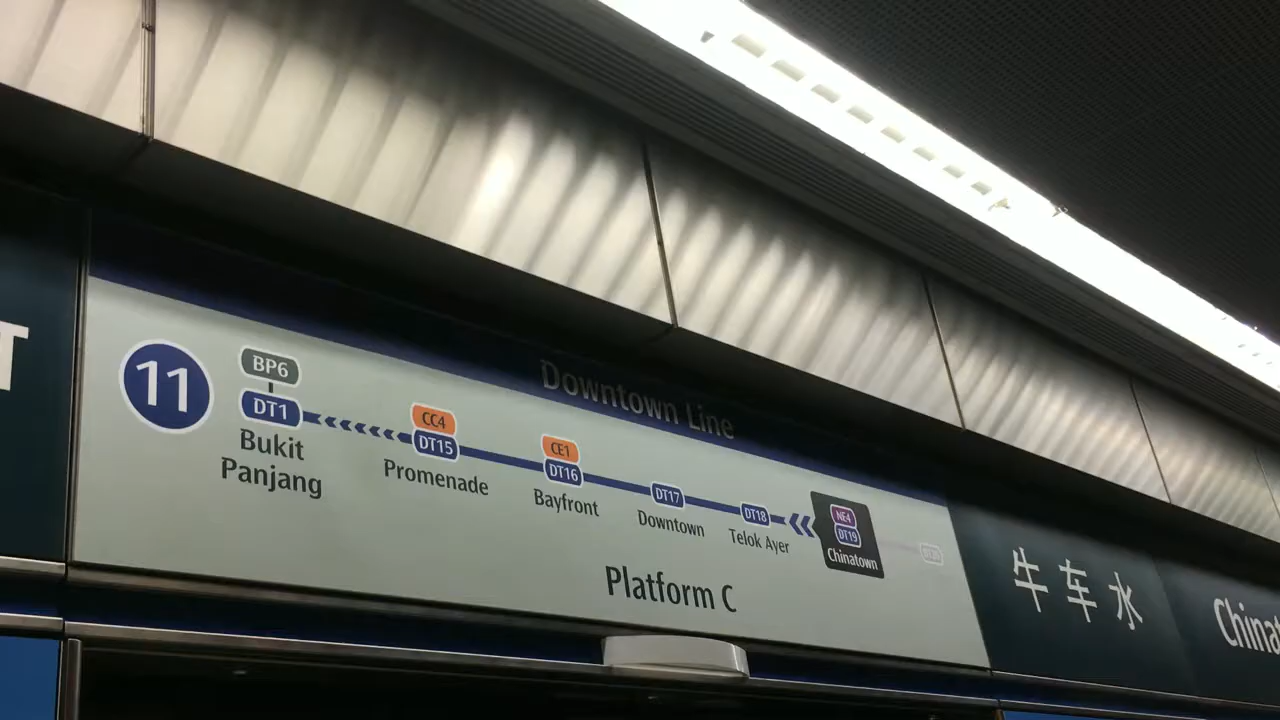 T
Downtown Line
11
BP6
DT1
Bukit
Panjang
CC4
DT15
Promenade
CE1
DT16
Bayfront
DT17
Downtown
DT18
Telok Ayer
NE4
DT19
Chinatown
Platform C
牛车水
China